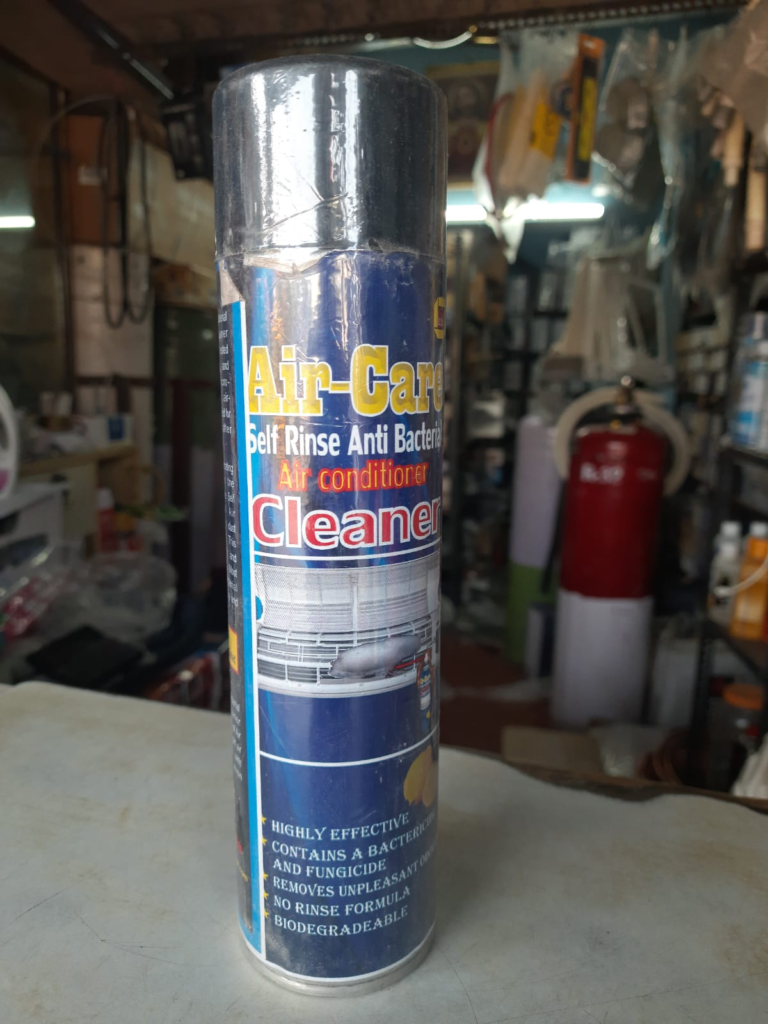 Air-Care
Self Rinse Anti Bacteria
Air conditioner
Cleaner
HIGHLY EFFECTIVE
CONTAINS A
AND FUNGICIDE
REMOVES UNPLEASANT
NO RINSE FORMULA
BIODEGRADEABLE